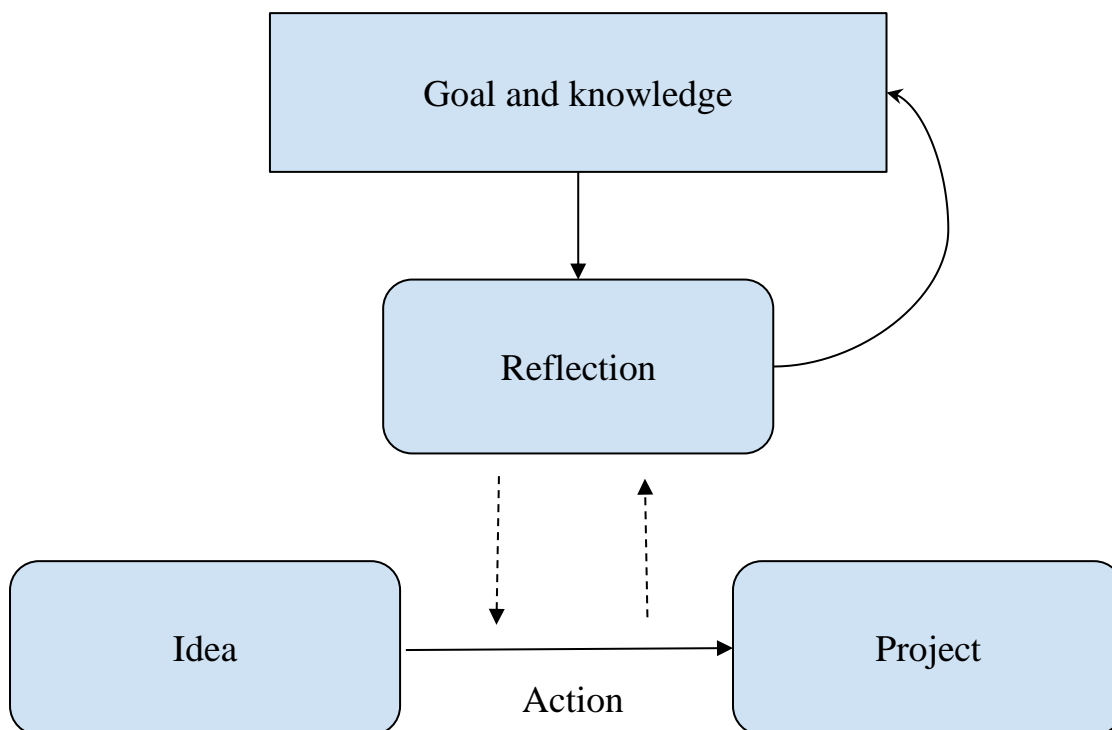 Goal and knowledge
Reflection
Idea
Action
Project